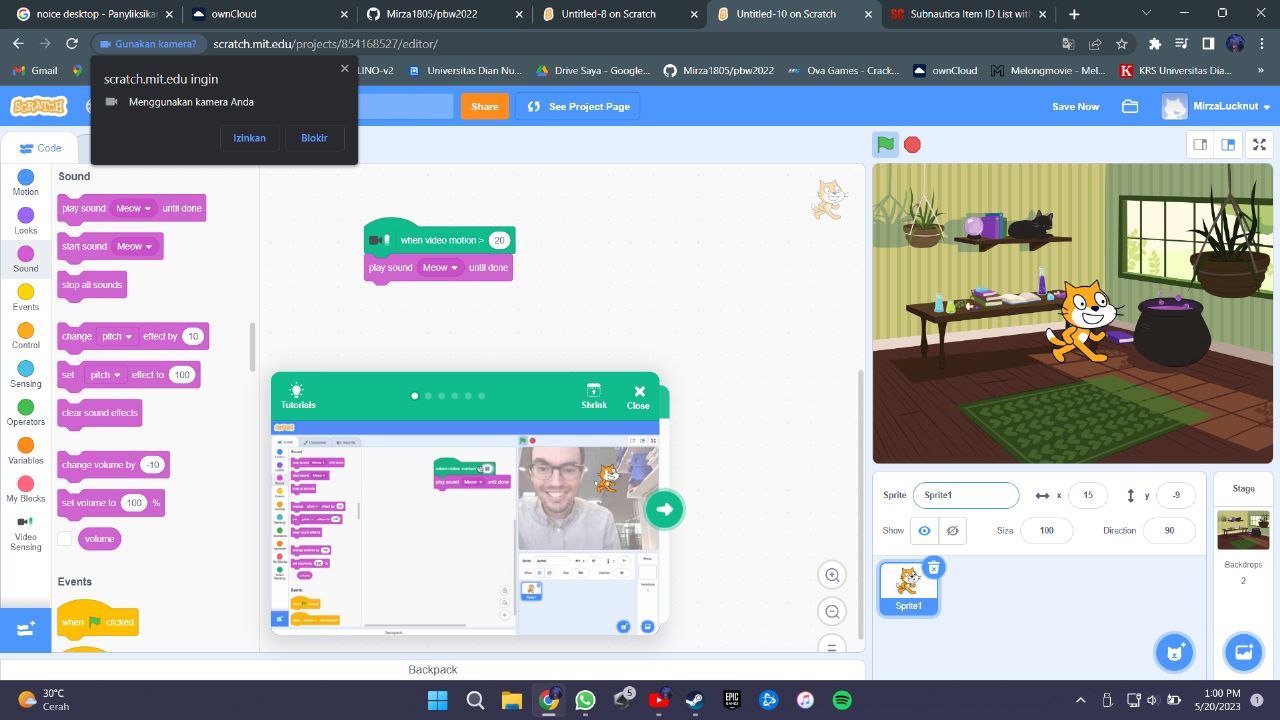 noice desktop - Panyliksikan
ownCloud
Mirza1805/pbw2022
Untitled-8 on Scratch
Untitled-10 on Scratch
Subnautica Item ID List with
Gunakan kamera?
scratch.mit.edu/projects/854168527/editor/
Gmail
LINO-v2
Universitas Dian Nu...
Drive Saya - Google...
Mirza1805/pbw2022
Ova Games - Crack...
ownCloud
Melongmovie - Mel...
KRS Universitas Dia...
»
scratch.mit.edu ingin
Menggunakan kamera Anda
Izinkan
Blokir
SCRATCH
Share
See Project Page
Save Now
MirzaLucknut
Code
Motion
Looks
Sound
Events
Control
Sensing
Operators
Variables
My Blocks
Video
Sensing
Sound
play sound Meow until done
start sound Meow
stop all sounds
change pitch effect by 10
set pitch effect to 100
clear sound effects
change volume by -10
set volume to 100 %
volume
Events
when clicked
when video motion > 20
play sound Meow until done
Tutorials
Shrink
Close
Backpack
Sprite
Sprite1
x
15
y
-9
Show
Size
100
Direction
Sprite1
Stage
Backdrops
2
30°C
Cerah
5
EPIC
GAMES
1:00 PM
5/20/2023
1